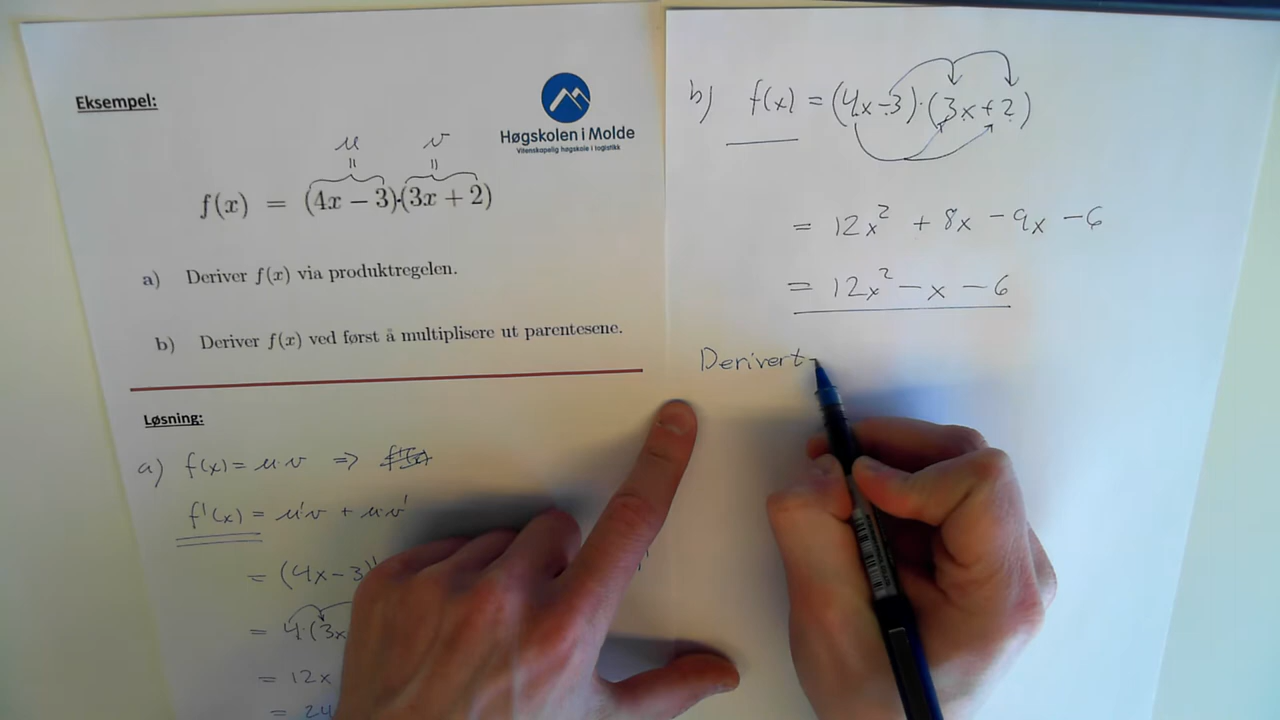 Eksempel:
Høgskolen i Molde
Vitenskapelig høgskole i logistikk
u v
= =
f(x) = (4x − 3)·(3x + 2)
a) Deriver f(x) via produktregelen.
b) Deriver f(x) ved først å multiplisere ut parentesene.
Løsning:
a) f(x) = u·v ⇒
f'(x) = u'v + u·v'
= (4x−3)'
= 4·(3x
= 12x
= 24
b) f(x) = (4x−3)·(3x+2)
= 12x² + 8x − 9x − 6
= 12x² − x − 6
Derivert